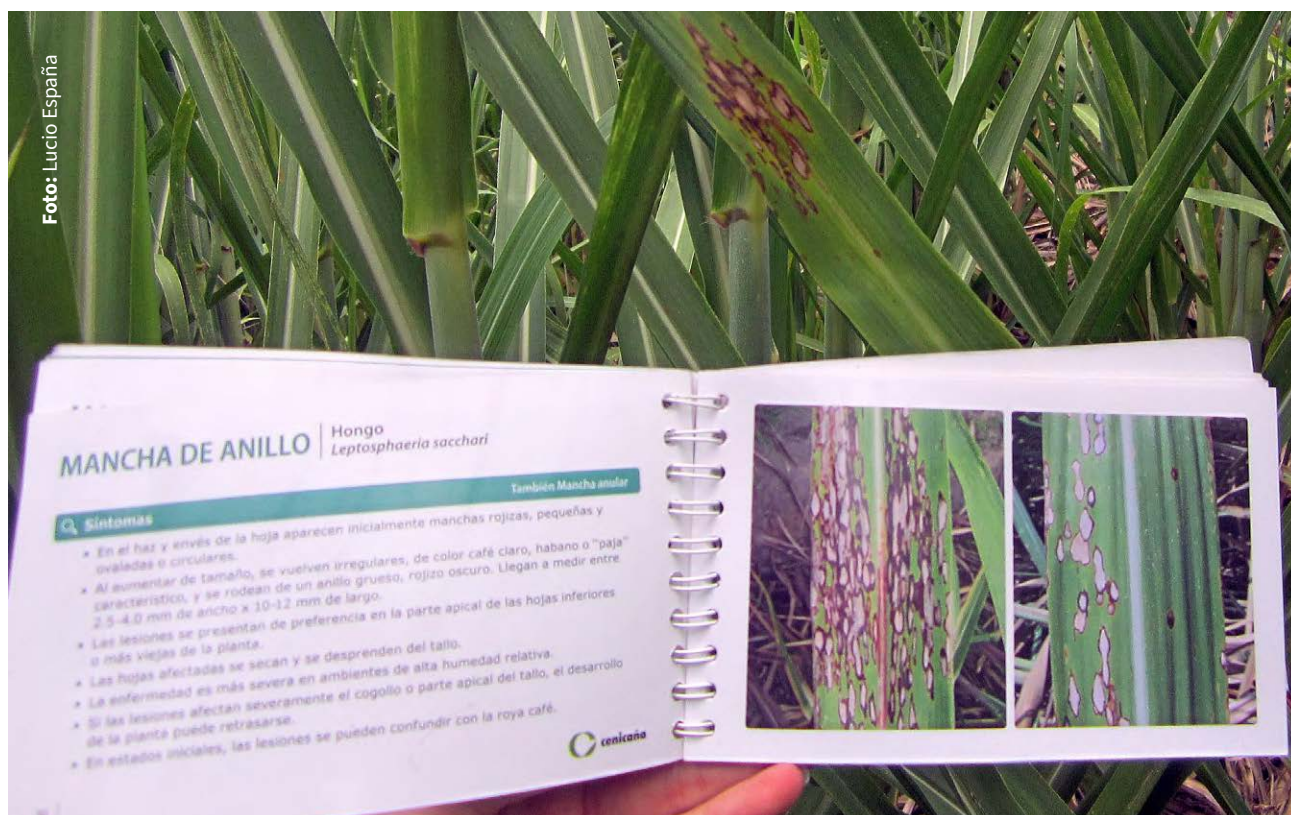 Foto: Lucio España
MANCHA DE ANILLO
Hongo
Leptosphaeria sacchari
También Mancha anular
Síntomas
• En el haz y envés de la hoja aparecen inicialmente manchas rojizas, pequeñas y
ovaladas o circulares.
• Al aumentar de tamaño, se vuelven irregulares, de color café claro, habano o "paja"
característico, y se rodean de un anillo grueso, rojizo oscuro. Llegan a medir entre
2.5-4.0 mm de ancho x 10-12 mm de largo.
• Las lesiones se presentan de preferencia en la parte apical de las hojas inferiores
o más viejas de la planta.
• Las hojas afectadas se secan y se desprenden del tallo.
• La enfermedad es más severa en ambientes de alta humedad relativa.
• Si las lesiones afectan severamente el cogollo o parte apical del tallo, el desarrollo
de la planta puede retrasarse.
• En estados iniciales, las lesiones se pueden confundir con la roya café.
cenicaña